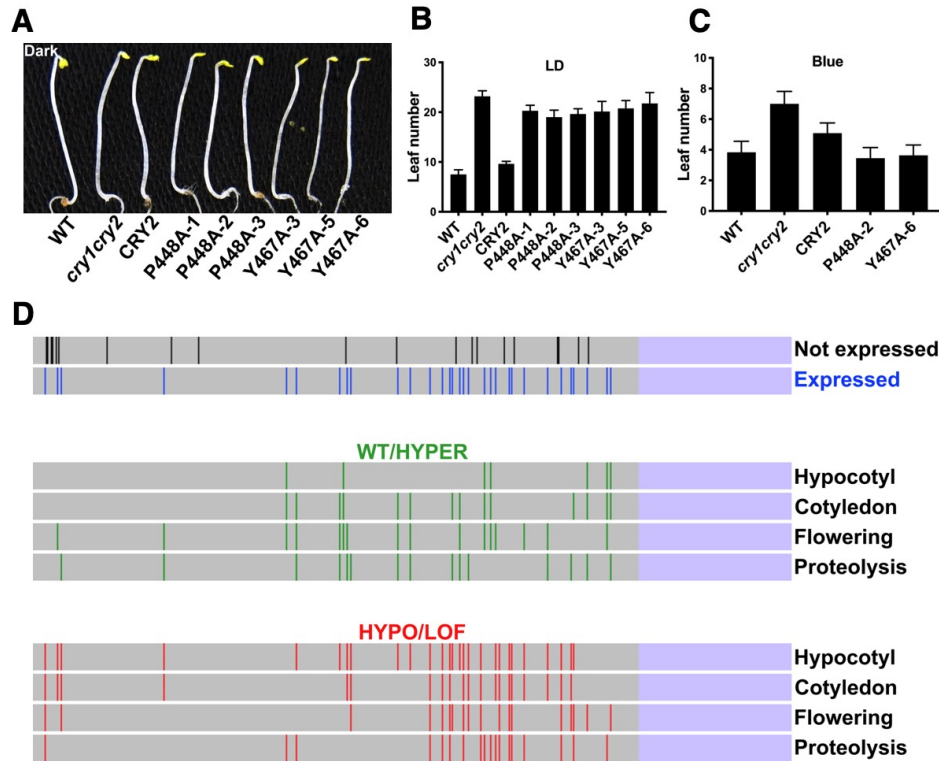 A
Dark
WT
cry1cry2
CRY2
P448A-1
P448A-2
P448A-3
Y467A-3
Y467A-5
Y467A-6
B
LD
Leaf number
30
20
10
0
WT
cry1cry2
CRY2
P448A-1
P448A-2
P448A-3
Y467A-3
Y467A-5
Y467A-6
C
Blue
Leaf number
10
8
6
4
2
0
WT
cry1cry2
CRY2
P448A-2
Y467A-6
D
Not expressed
Expressed
WT/HYPER
Hypocotyl
Cotyledon
Flowering
Proteolysis
HYPO/LOF
Hypocotyl
Cotyledon
Flowering
Proteolysis